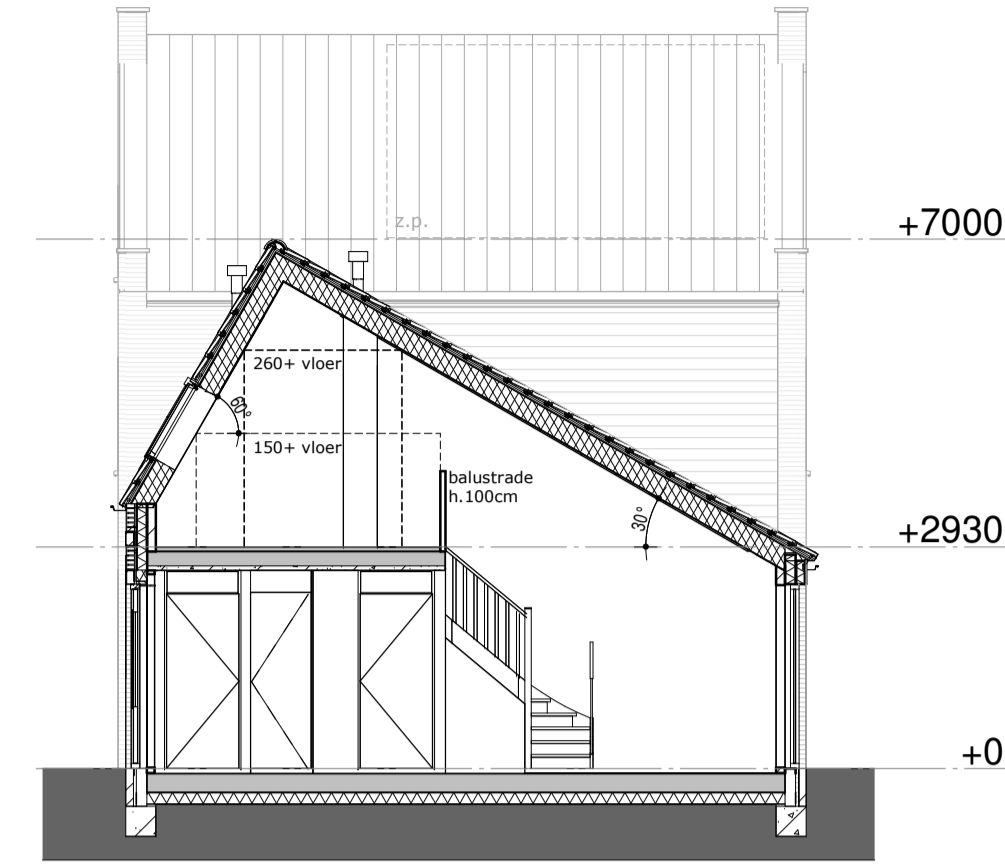 z.p.
+7000
260+ vloer
60°
150+ vloer
balustrade
h.100cm
30°
+2930
+0